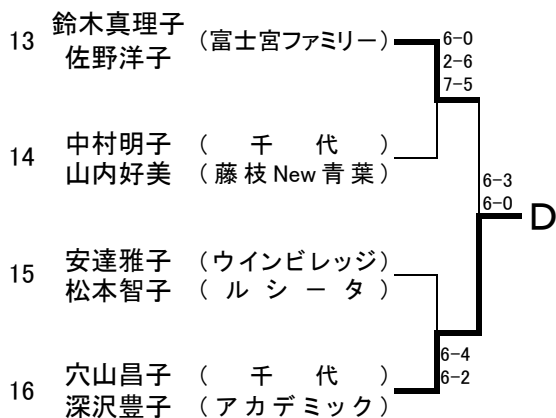 13 鈴木真理子 (富士宮ファミリー) 6-0
佐野洋子 2-6
7-5
14 中村明子 ( 千 代 )
山内好美 ( 藤枝New青葉 )
6-3
6-0 D
15 安達雅子 (ウインビレッジ)
松本智子 ( ル シ ー タ )
16 穴山昌子 ( 千 代 ) 6-4
深沢豊子 ( アカデミック ) 6-2